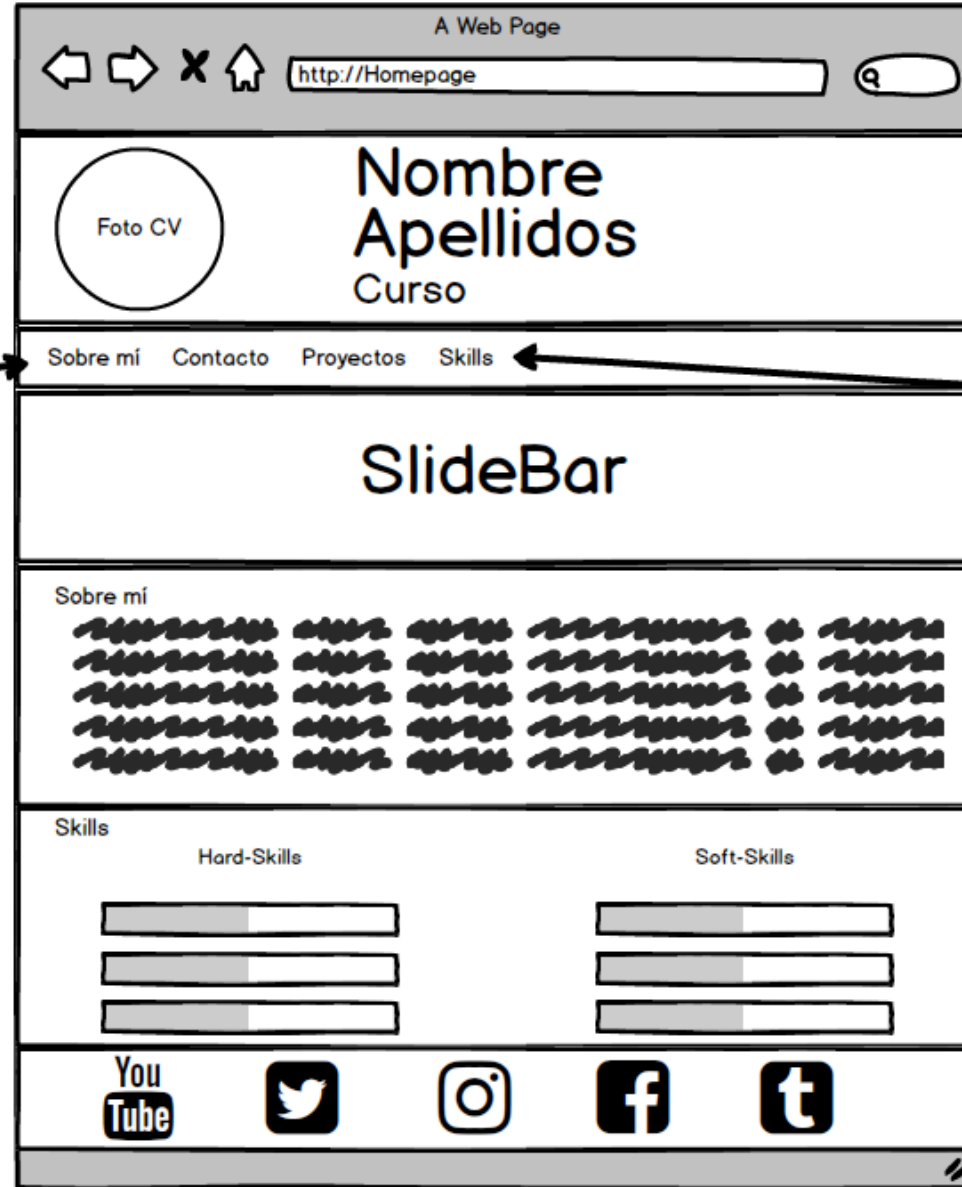 A Web Page
http://Homepage
Foto CV
Nombre
Apellidos
Curso
Sobre mí Contacto Proyectos Skills
SlideBar
Sobre mí
Skills
Hard-Skills Soft-Skills
You
Tube